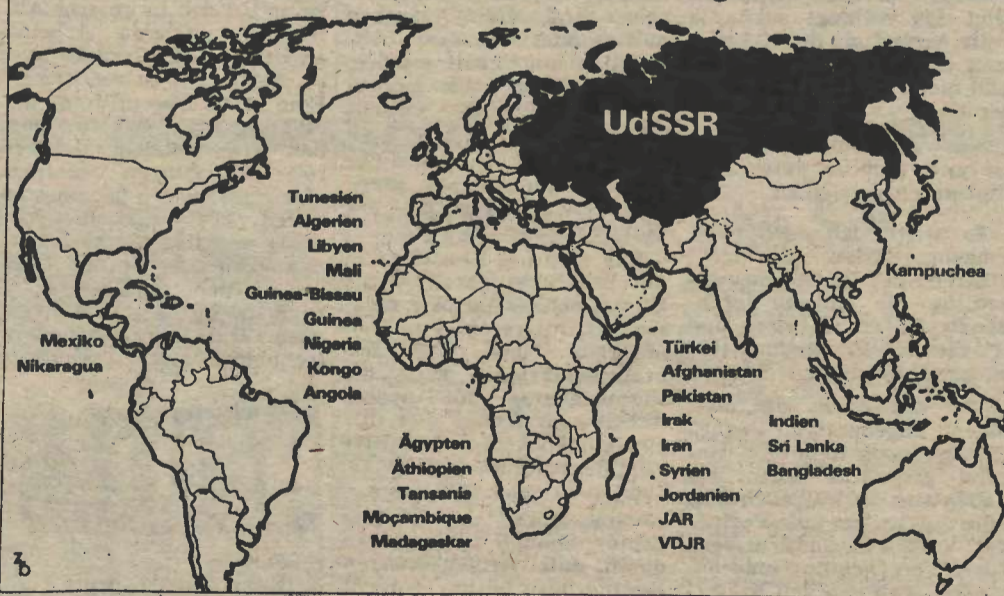 UdSSR
Tunesien
Algerien
Libyen
Mali
Guinea-Bissau
Guinea
Nigeria
Kongo
Angola
Mexiko
Nikaragua
Ägypten
Äthiopien
Tansania
Moçambique
Madagaskar
Kampuchea
Türkei
Afghanistan
Pakistan
Irak
Iran
Syrien
Jordanien
JAR
VDJR
Indien
Sri Lanka
Bangladesh